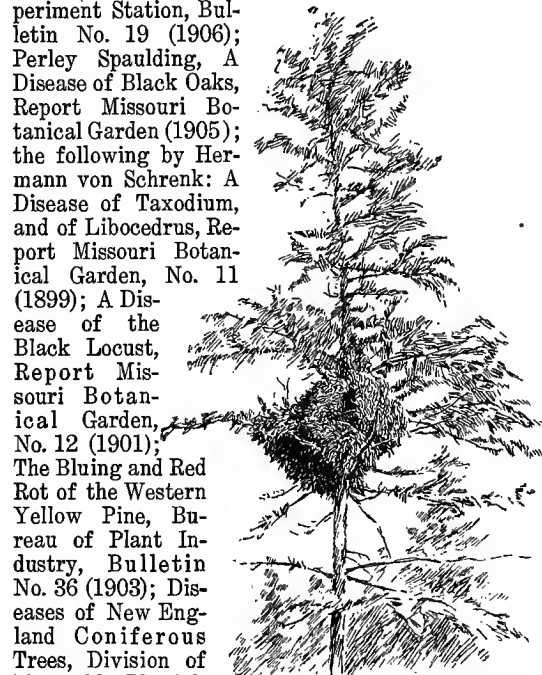 periment Station, Bul-
letin No. 19 (1906);
Perley Spaulding, A
Disease of Black Oaks,
Report Missouri Bo-
tanical Garden (1905);
the following by Her-
mann von Schrenk: A
Disease of Taxodium,
and of Libocedrus, Re-
port Missouri Botan-
ical Garden, No. 11
(1899); A Dis-
ease of the
Black Locust,
Report Mis-
souri Botan-
ical Garden,
No. 12 (1901);
The Bluing and Red
Rot of the Western
Yellow Pine, Bu-
reau of Plant In-
dustry, Bulletin
No. 36 (1903); Dis-
eases of New Eng-
land Coniferous
Trees, Division of